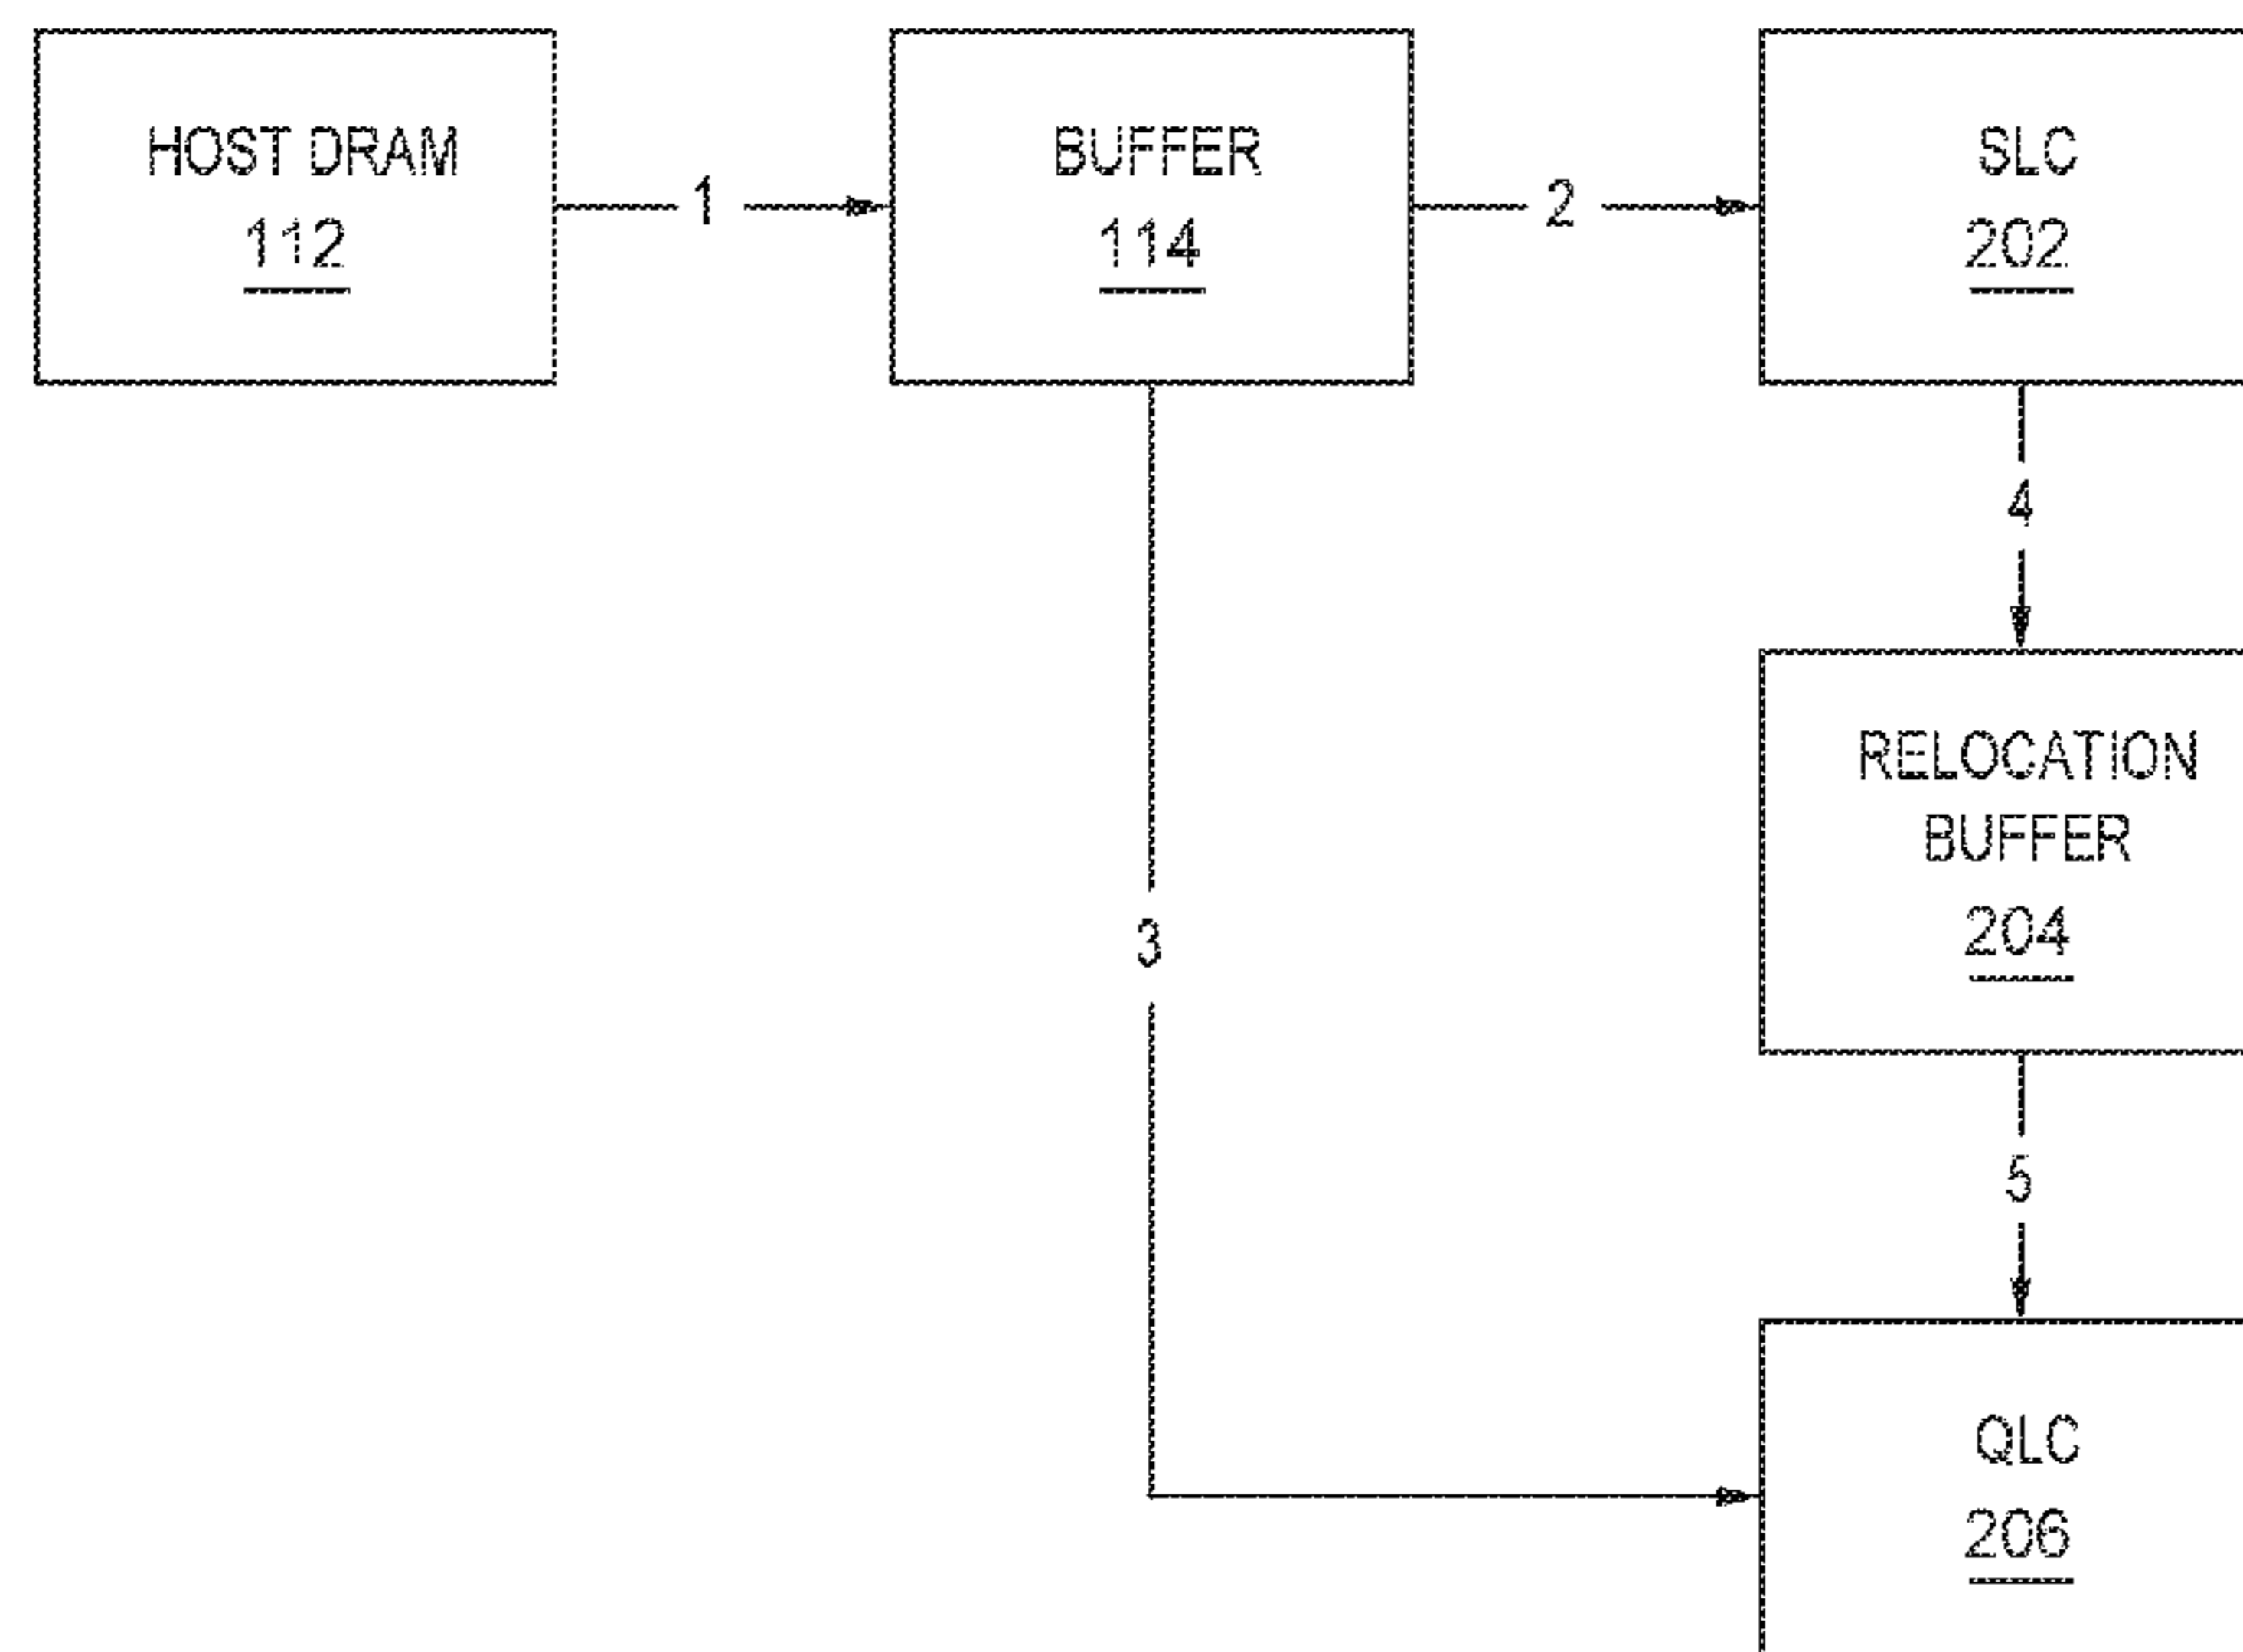 HOST DRAM
112
1
BUFFER
114
2
SLC
202
4
3
RELOCATION
BUFFER
204
5
QLC
206